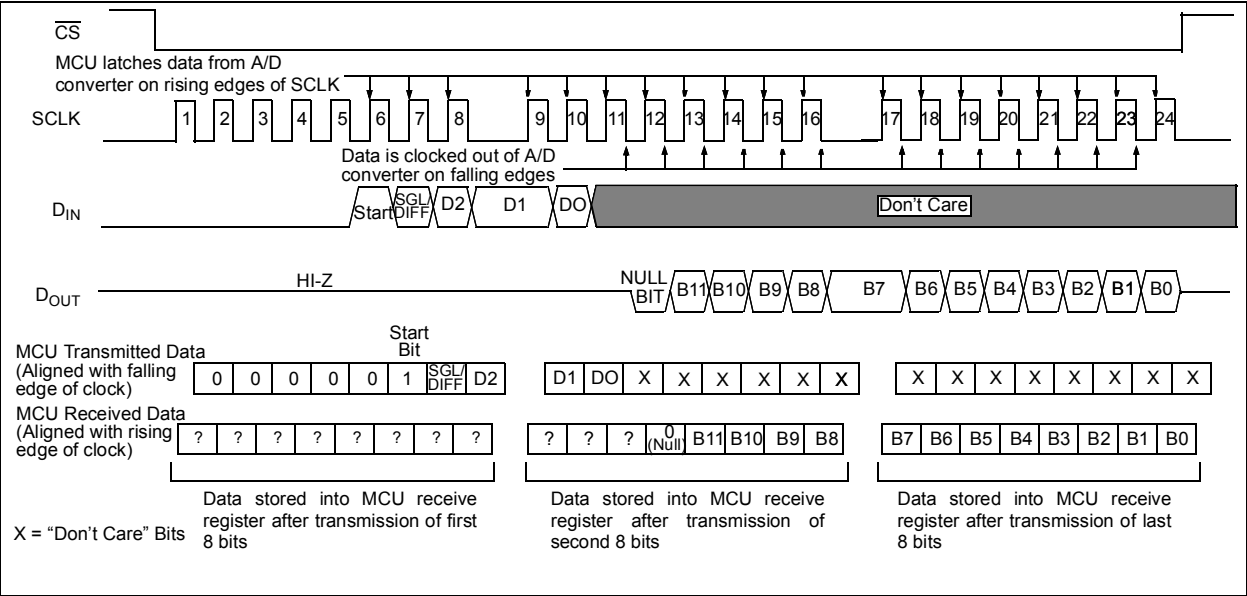 CS
MCU latches data from A/D
converter on rising edges of SCLK
SCLK
1 2 3 4 5 6 7 8 9 10 11 12 13 14 15 16 17 18 19 20 21 22 23 24
Data is clocked out of A/D
converter on falling edges
DIN
Start SGL/ DIFF D2 D1 DO Don't Care
HI-Z
DOUT
NULL
BIT B11 B10 B9 B8 B7 B6 B5 B4 B3 B2 B1 B0
Start
Bit
MCU Transmitted Data
(Aligned with falling
edge of clock)
0 0 0 0 0 1 SGL/ DIFF D2 D1 DO X X X X X X X X X X X X X X
MCU Received Data
(Aligned with rising
edge of clock)
? ? ? ? ? ? ? ? ? ? ? 0 (Null) B11 B10 B9 B8 B7 B6 B5 B4 B3 B2 B1 B0
Data stored into MCU receive
register after transmission of first
8 bits
Data stored into MCU receive
register after transmission of
second 8 bits
Data stored into MCU receive
register after transmission of last
8 bits
X = “Don't Care” Bits